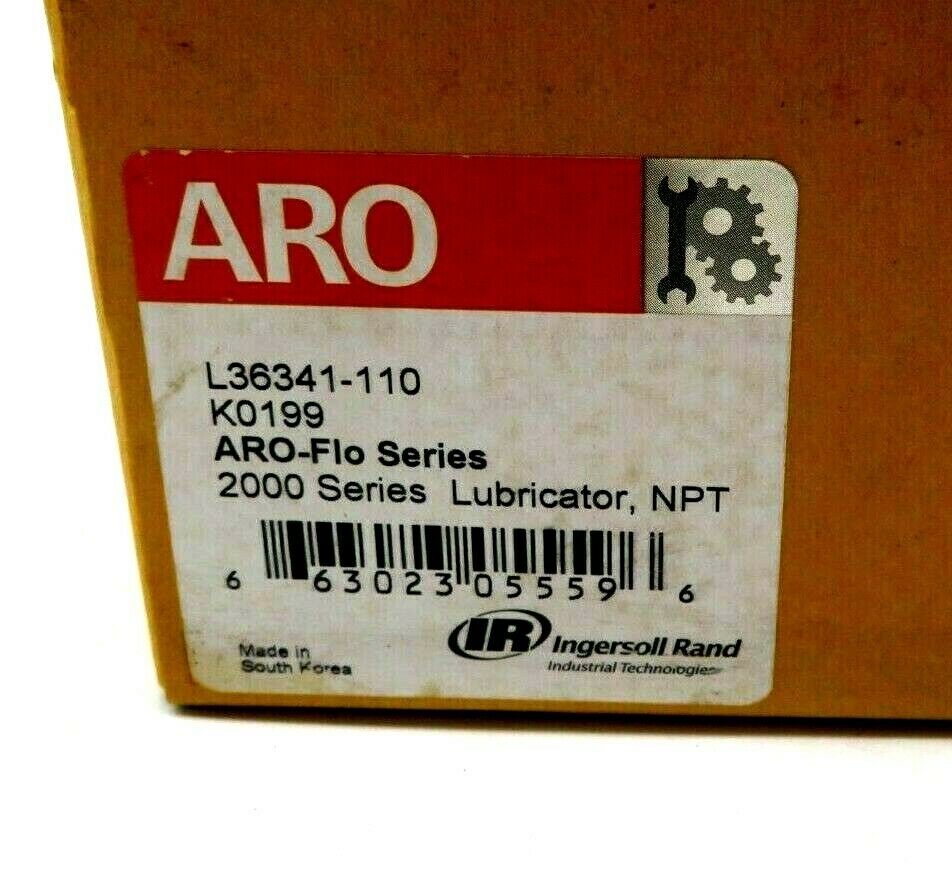 ARO
L36341-110
K0199
ARO-Flo Series
2000 Series Lubricator, NPT
6 63023 05559 6
Made in
South Korea
IR Ingersoll Rand
Industrial Technologies